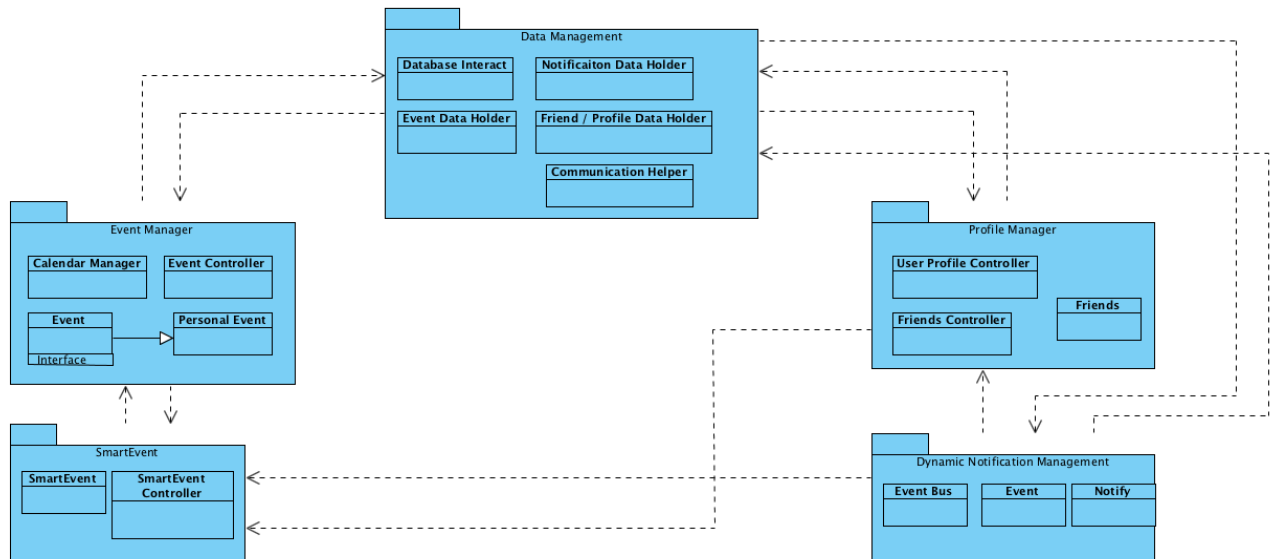 Data Management
Database Interact
Notificaiton Data Holder
Event Data Holder
Friend / Profile Data Holder
Communication Helper
Event Manager
Calendar Manager
Event Controller
Event
Personal Event
Interface
Profile Manager
User Profile Controller
Friends
Friends Controller
SmartEvent
SmartEvent
SmartEvent
Controller
Dynamic Notification Management
Event Bus
Event
Notify